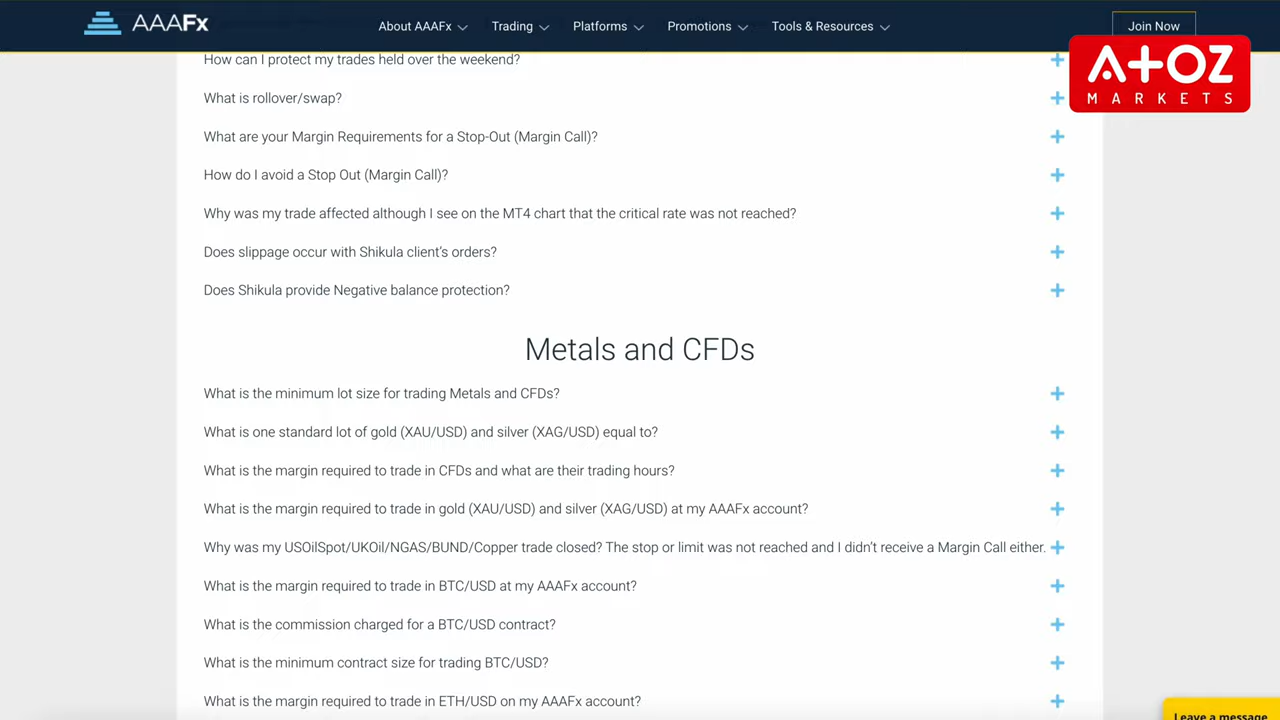 AAAFx
About AAAFx
Trading
Platforms
Promotions
Tools & Resources
Join Now
A+OZ
MARKETS
How can I protect my trades held over the weekend?
What is rollover/swap?
What are your Margin Requirements for a Stop-Out (Margin Call)?
How do I avoid a Stop Out (Margin Call)?
Why was my trade affected although I see on the MT4 chart that the critical rate was not reached?
Does slippage occur with Shikula client's orders?
Does Shikula provide Negative balance protection?
Metals and CFDs
What is the minimum lot size for trading Metals and CFDs?
What is one standard lot of gold (XAU/USD) and silver (XAG/USD) equal to?
What is the margin required to trade in CFDs and what are their trading hours?
What is the margin required to trade in gold (XAU/USD) and silver (XAG/USD) at my AAAFx account?
Why was my USOilSpot/UKOil/NGAS/BUND/Copper trade closed? The stop or limit was not reached and I didn't receive a Margin Call either.
What is the margin required to trade in BTC/USD at my AAAFx account?
What is the commission charged for a BTC/USD contract?
What is the minimum contract size for trading BTC/USD?
What is the margin required to trade in ETH/USD on my AAAFx account?
Leave a message